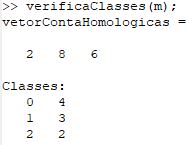 >> verificaClasses(m);
vetorContaHomologicas =
2 8 6
Classes:
0 4
1 3
2 2